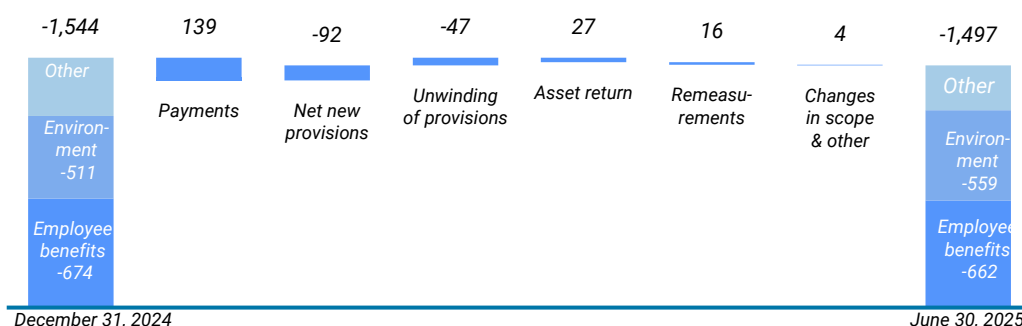 -1,544
139
-92
-47
27
16
4
-1,497
Other
Environ-
ment
-511
Employee
benefits
-674
Payments
Net new
provisions
Unwinding
of provisions
Asset return
Remeasu-
rements
Changes
in scope
& other
Other
Environ-
ment
-559
Employee
benefits
-662
December 31, 2024
June 30, 2025